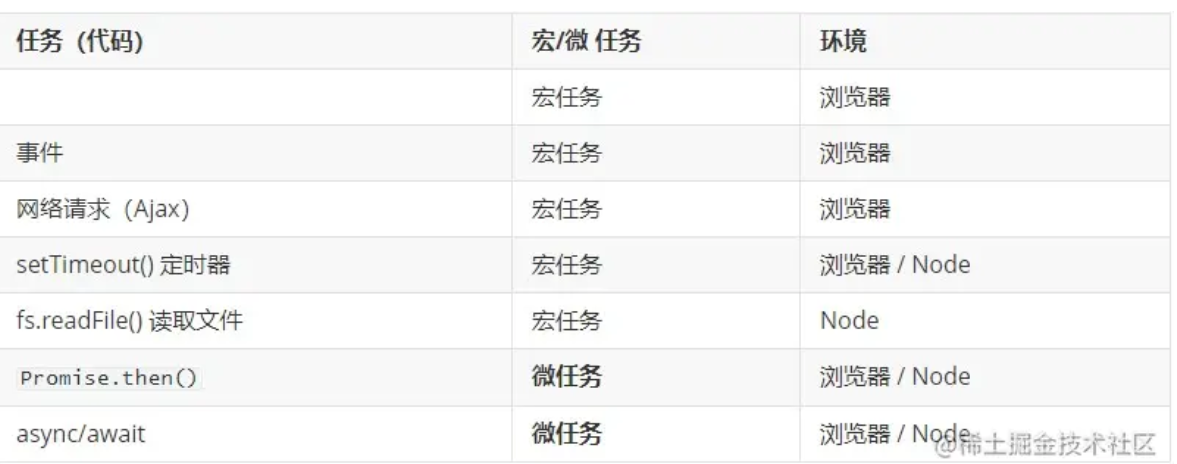 任务（代码） 宏/微 任务 环境
宏任务 浏览器
事件 宏任务 浏览器
网络请求（Ajax） 宏任务 浏览器
setTimeout() 定时器 宏任务 浏览器 / Node
fs.readFile() 读取文件 宏任务 Node
Promise.then() 微任务 浏览器 / Node
async/await 微任务 浏览器 / Node
@稀土掘金技术社区